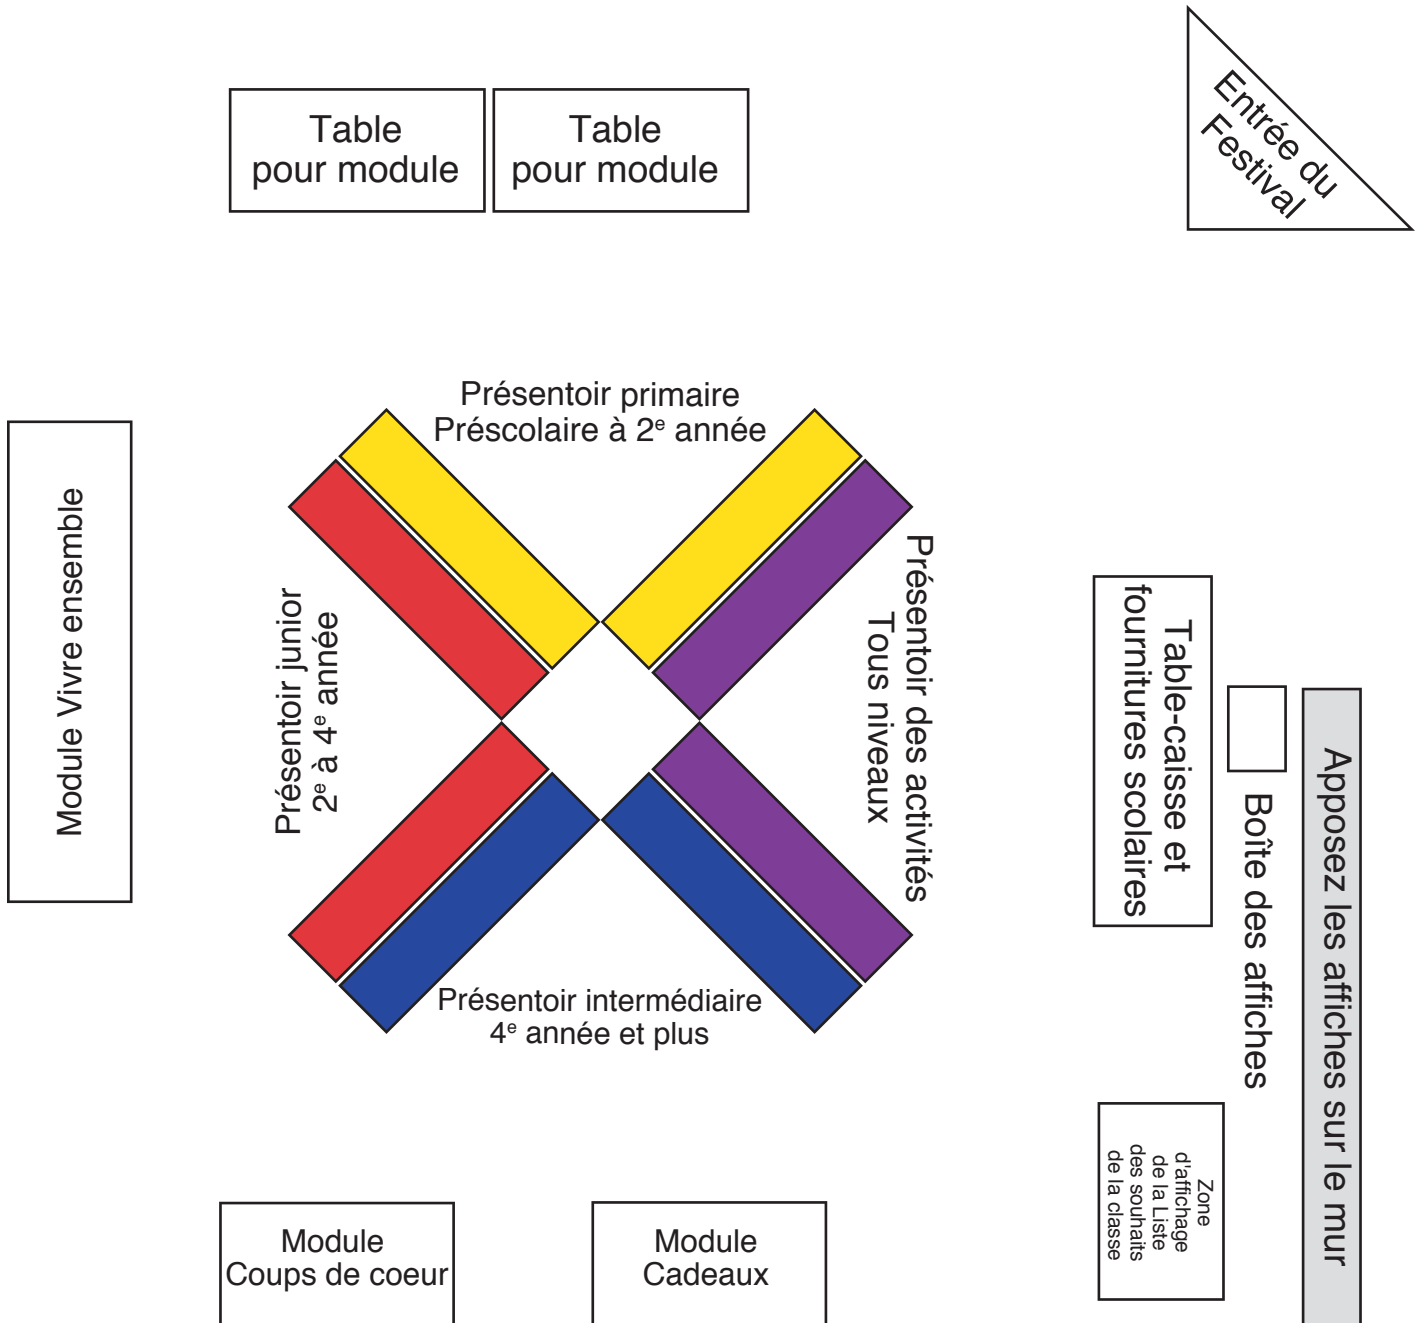 Table
pour module
Table
pour module
Entrée du
Festival
Présentoir primaire
Préscolaire à 2e année
Module Vivre ensemble
Présentoir junior
2e à 4e année
Présentoir des activités
Tous niveaux
Table-caisse et
fournitures scolaires
Boîte des affiches
Apposez les affiches sur le mur
Présentoir intermédiaire
4e année et plus
Zone
d'affichage
de la Liste
des souhaits
de la classe
Module
Coups de coeur
Module
Cadeaux